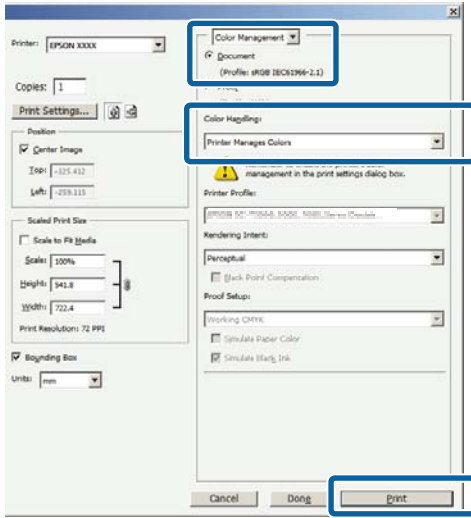 Printer: EPSON XXXX
Copies: 1
Print Settings...
Position
Center Image
Top: -125.412
Left: -259.115
Scaled Print Size
Scale to Fit Media
Scale: 100%
Height: 541.8
Width: 722.4
Print Resolution: 72 PPI
Bounding Box
Units: mm
Color Management
Document
(Profile: sRGB IEC61966-2.1)
Color Handling:
Printer Manages Colors
management in the print settings dialog box.
Printer Profile:
Rendering Intent:
Perceptual
Black Point Compensation
Proof Setup:
Working CMYK
Simulate Paper Color
Simulate Black Ink
Cancel
Done
Print